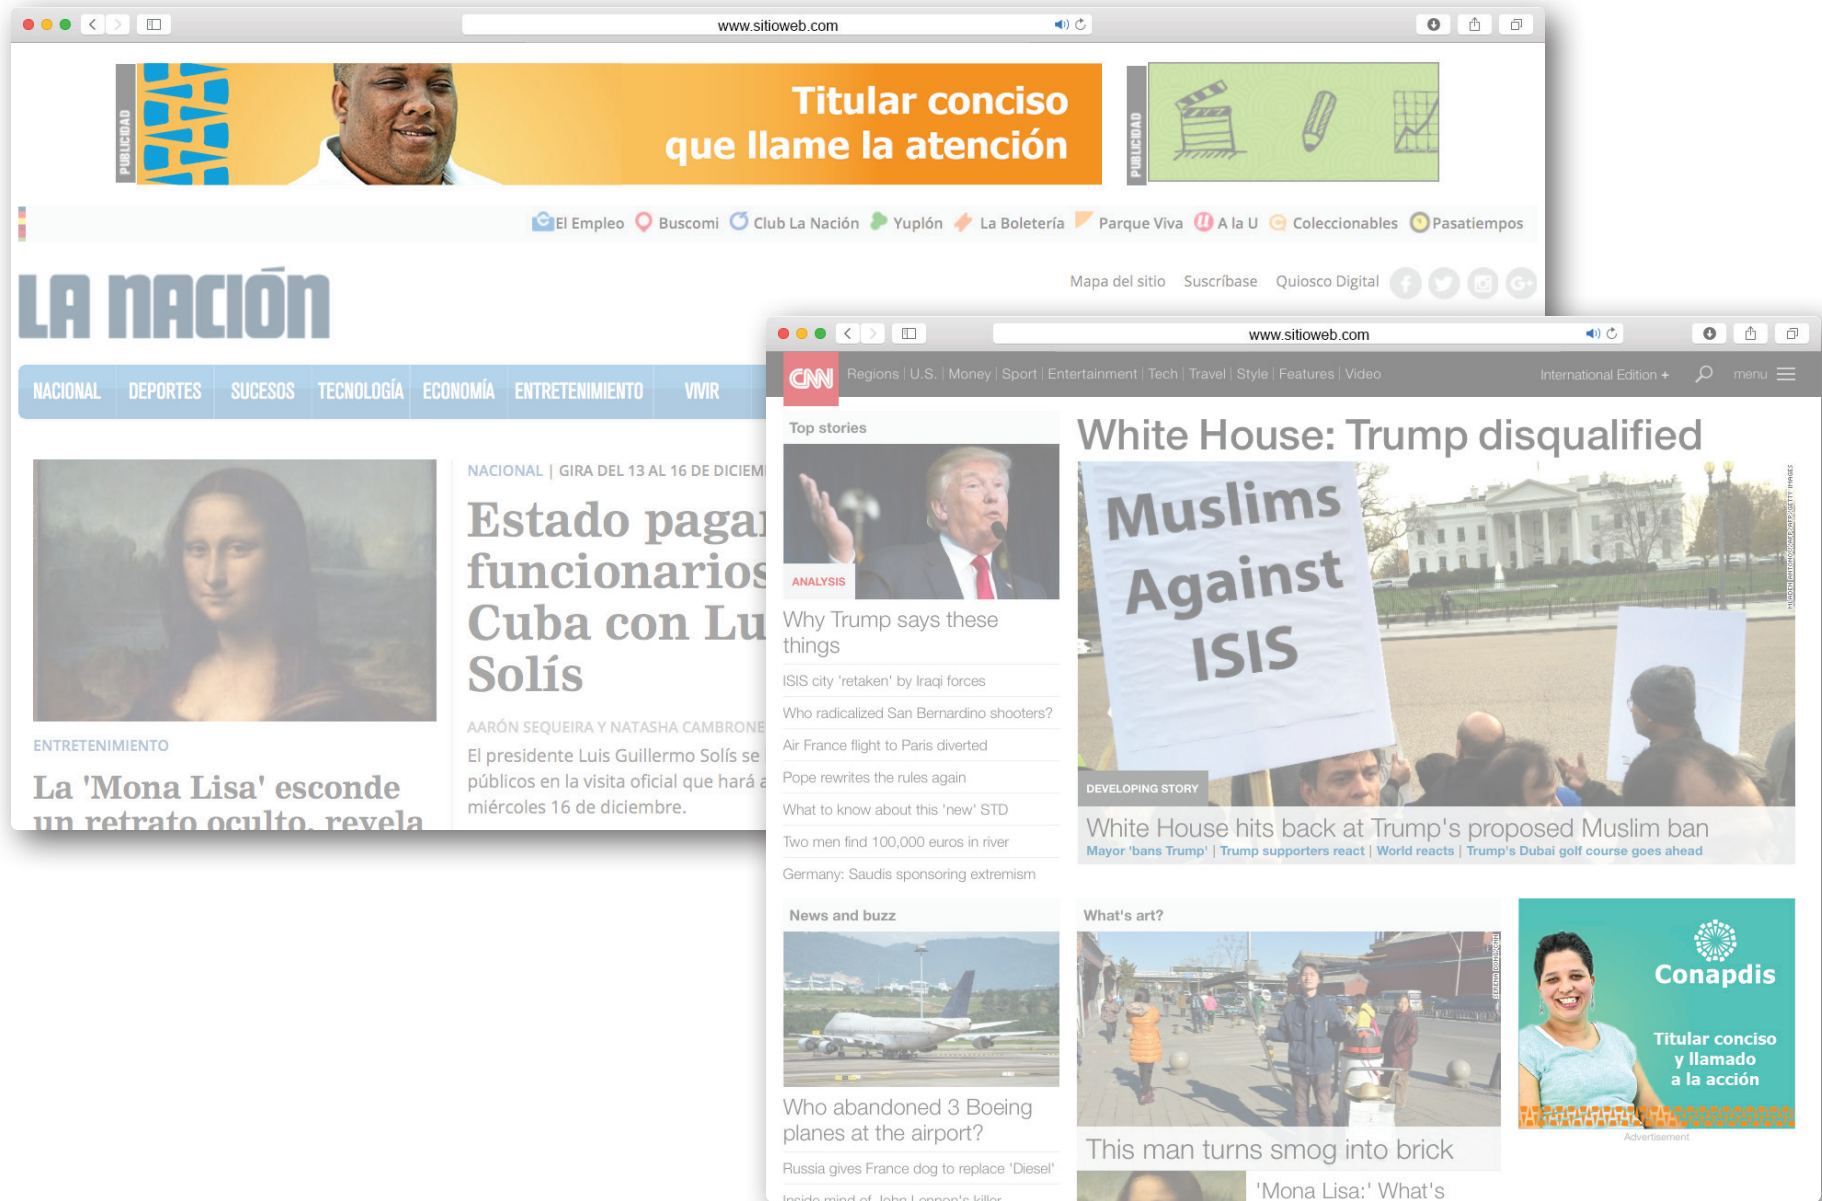 www.sitioweb.com
PUBLICIDAD
Titular conciso
que llame la atención
PUBLICIDAD
El Empleo Buscomi Club La Nación Yuplón La Boletería Parque Viva A la U Coleccionables Pasatiempos
LA NACIÓN
Mapa del sitio Suscríbase Quiosco Digital
NACIONAL DEPORTES SUCESOS TECNOLOGÍA ECONOMÍA ENTRETENIMIENTO VIVIR
NACIONAL | GIRA DEL 13 AL 16 DE DICIEM
Estado pagar
funcionarios
Cuba con Lu
Solís
AARÓN SEQUEIRA Y NATASHA CAMBRONE
El presidente Luis Guillermo Solís se
públicos en la visita oficial que hará a
miércoles 16 de diciembre.
ENTRETENIMIENTO
La 'Mona Lisa' esconde
un retrato oculto, revela
www.sitioweb.com
CNN Regions | U.S. | Money | Sport | Entertainment | Tech | Travel | Style | Features | Video International Edition + menu
Top stories
ANALYSIS
Why Trump says these
things
ISIS city 'retaken' by Iraqi forces
Who radicalized San Bernardino shooters?
Air France flight to Paris diverted
Pope rewrites the rules again
What to know about this 'new' STD
Two men find 100,000 euros in river
Germany: Saudis sponsoring extremism
White House: Trump disqualified
Muslims
Against
ISIS
DEVELOPING STORY
White House hits back at Trump's proposed Muslim ban
Mayor 'bans Trump' | Trump supporters react | World reacts | Trump's Dubai golf course goes ahead
News and buzz
Who abandoned 3 Boeing
planes at the airport?
Russia gives France dog to replace 'Diesel'
Inside mind of John Lennon's killer
What's art?
This man turns smog into brick
'Mona Lisa:' What's
Conapdis
Titular conciso
y llamado
a la acción
Advertisement